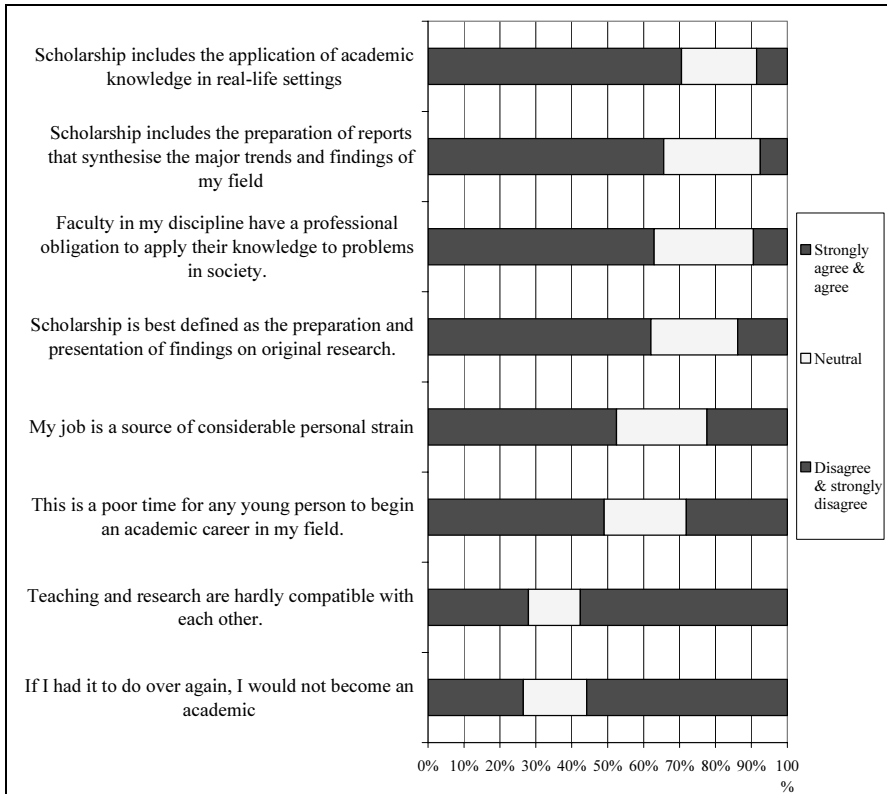 Scholarship includes the application of academic
knowledge in real-life settings
Scholarship includes the preparation of reports
that synthesise the major trends and findings of
my field
Faculty in my discipline have a professional
obligation to apply their knowledge to problems
in society.
Scholarship is best defined as the preparation and
presentation of findings on original research.
My job is a source of considerable personal strain
This is a poor time for any young person to begin
an academic career in my field.
Teaching and research are hardly compatible with
each other.
If I had it to do over again, I would not become an
academic
0% 10% 20% 30% 40% 50% 60% 70% 80% 90% 100
%
Strongly
agree &
agree
Neutral
Disagree
& strongly
disagree